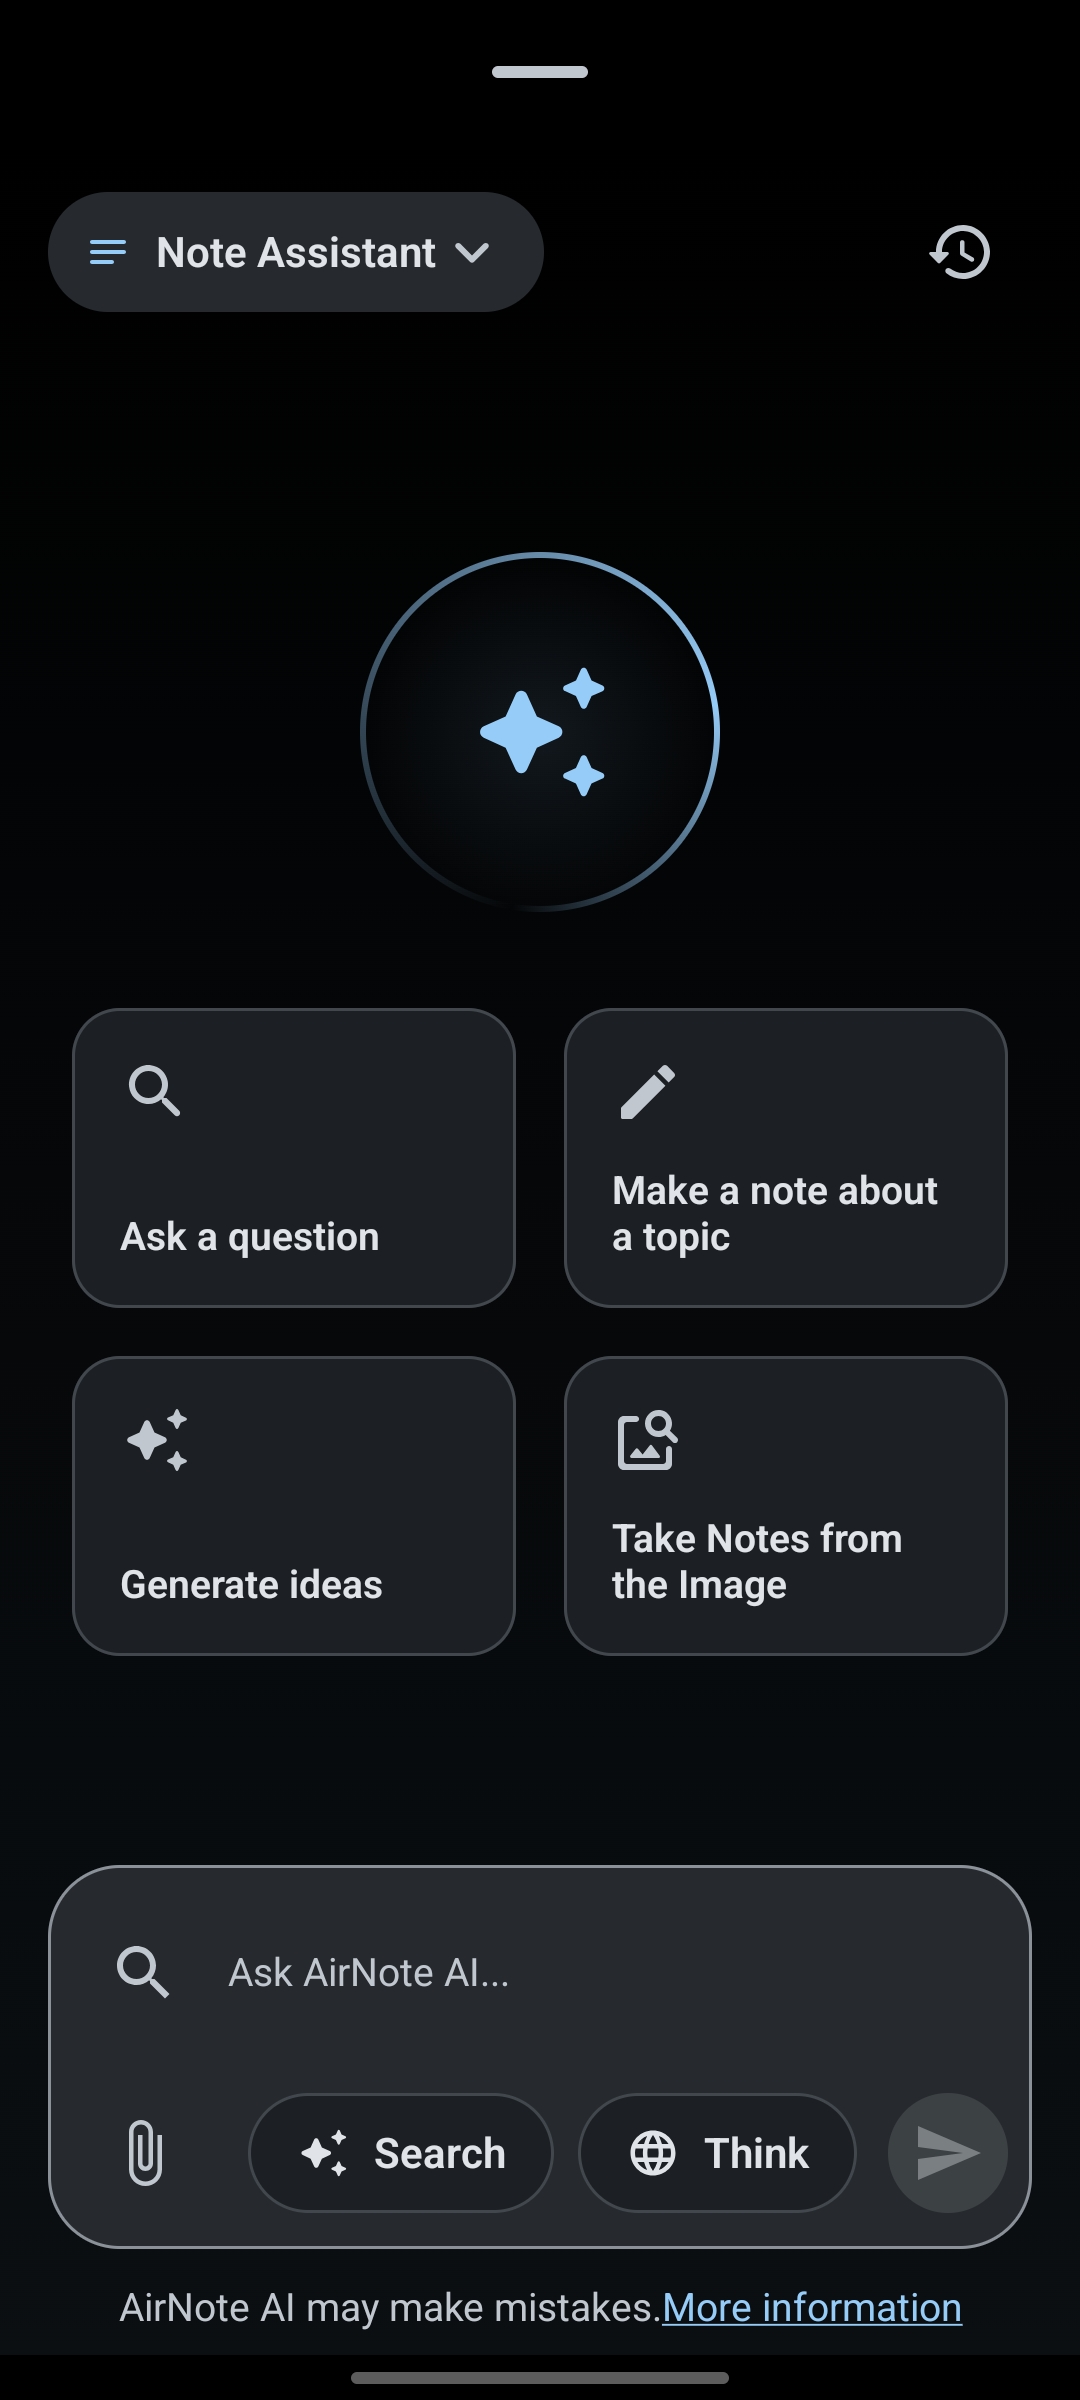 Note Assistant
Ask a question
Make a note about
a topic
Generate ideas
Take Notes from
the Image
Ask AirNote AI...
Search
Think
AirNote AI may make mistakes.More information